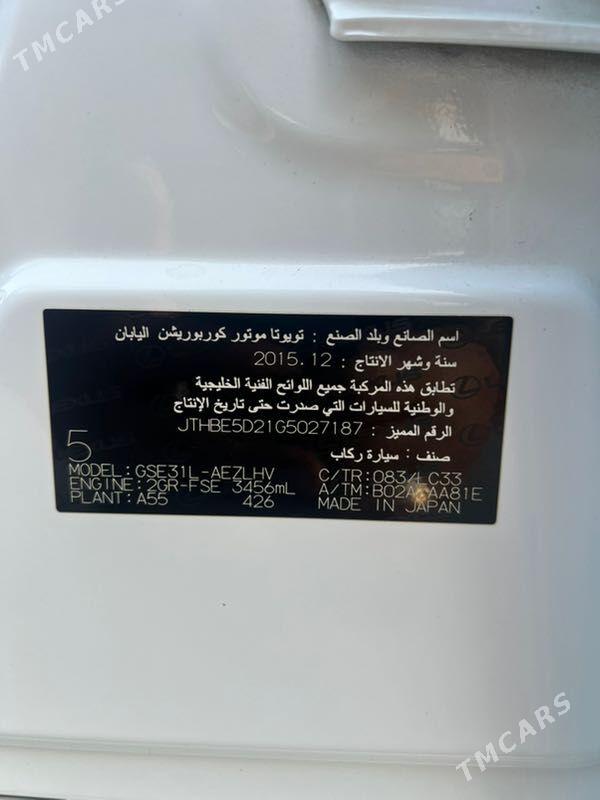 TMCARS
اسم الصانع وبلد الصنع : تويوتا موتور كوربوريشن اليابان
سنة وشهر الانتاج : 2015.12
تطابق هذه المركبة جميع اللوائح الفنية الخليجية
والوطنية للسيارات التي صدرت حتى تاريخ الإنتاج
الرقم المميز : JTHBE5D21G5027187
صنف : سيارة ركاب
5
MODEL:GSE31L-AEZLHV C/TR:083/LC33
ENGINE:2GR-FSE 3456mL A/TM:
PLANT:A55 426 MADE IN JAPAN
TMCARS